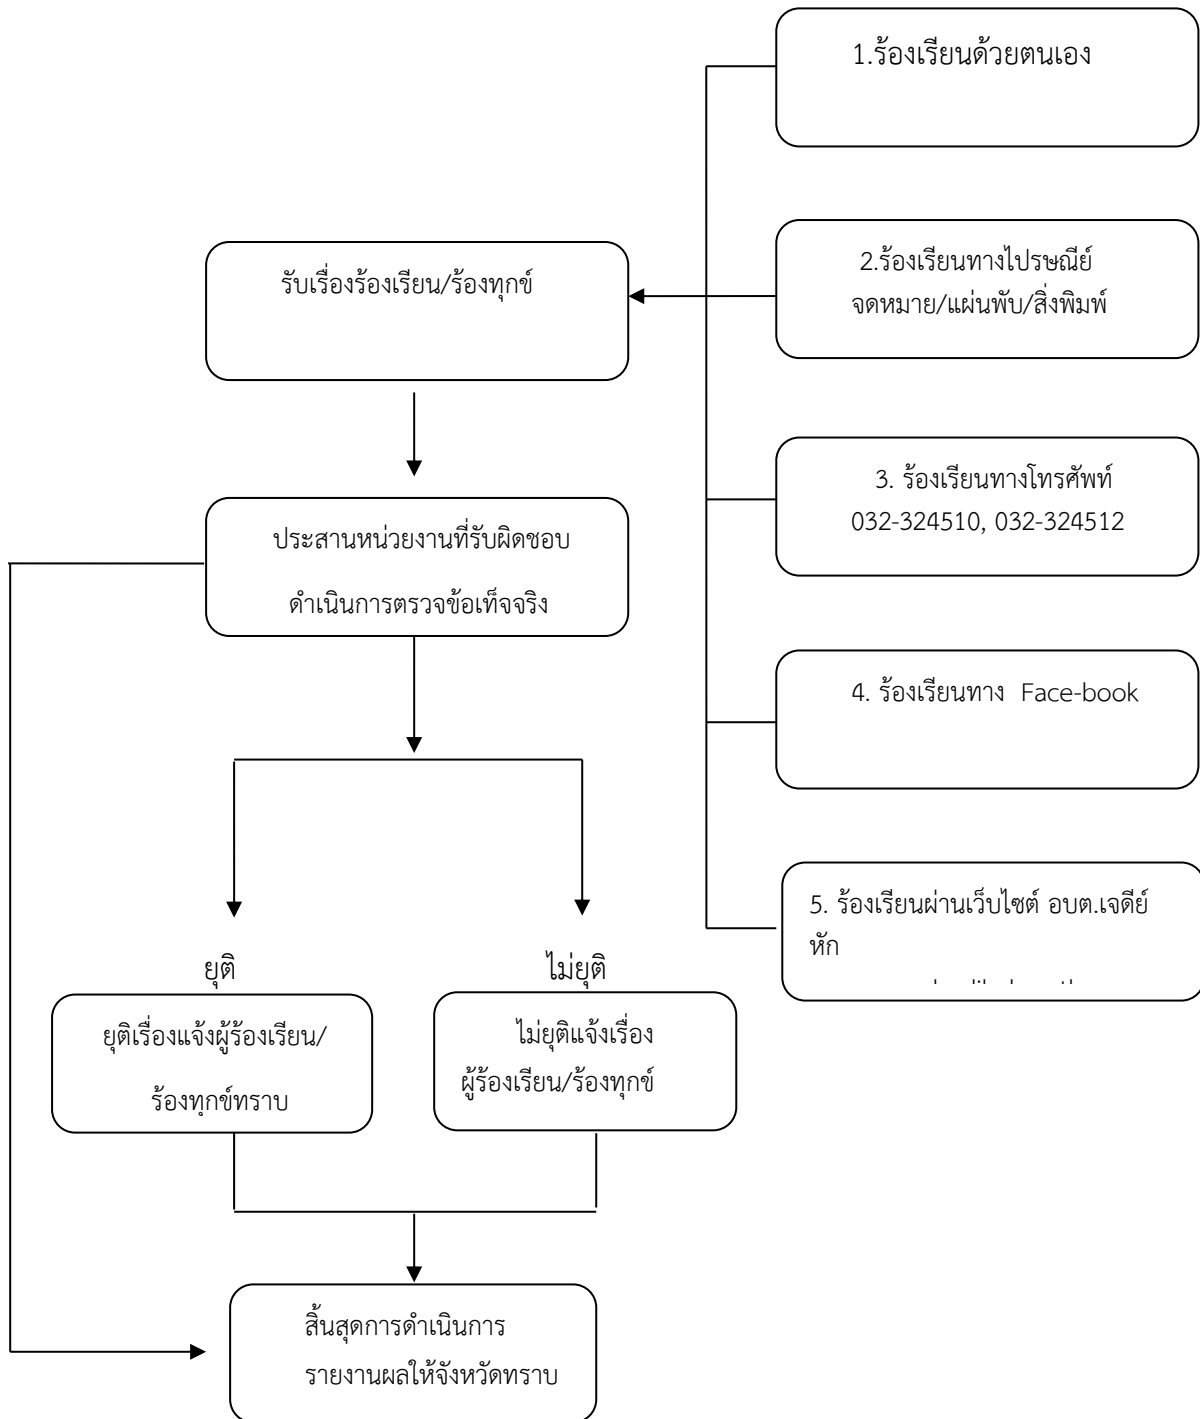 1.ร้องเรียนด้วยตนเอง
2.ร้องเรียนทางไปรษณีย์
จดหมาย/แผ่นพับ/สิ่งพิมพ์
รับเรื่องร้องเรียน/ร้องทุกข์
3. ร้องเรียนทางโทรศัพท์
032-324510, 032-324512
ประสานหน่วยงานที่รับผิดชอบ
ดำเนินการตรวจข้อเท็จจริง
4. ร้องเรียนทาง Face-book
5. ร้องเรียนผ่านเว็บไซต์ อบต.เจดีย์
หัก
ยุติ
ไม่ยุติ
ยุติเรื่องแจ้งผู้ร้องเรียน/
ร้องทุกข์ทราบ
ไม่ยุติแจ้งเรื่อง
ผู้ร้องเรียน/ร้องทุกข์
สิ้นสุดการดำเนินการ
รายงานผลให้จังหวัดทราบ